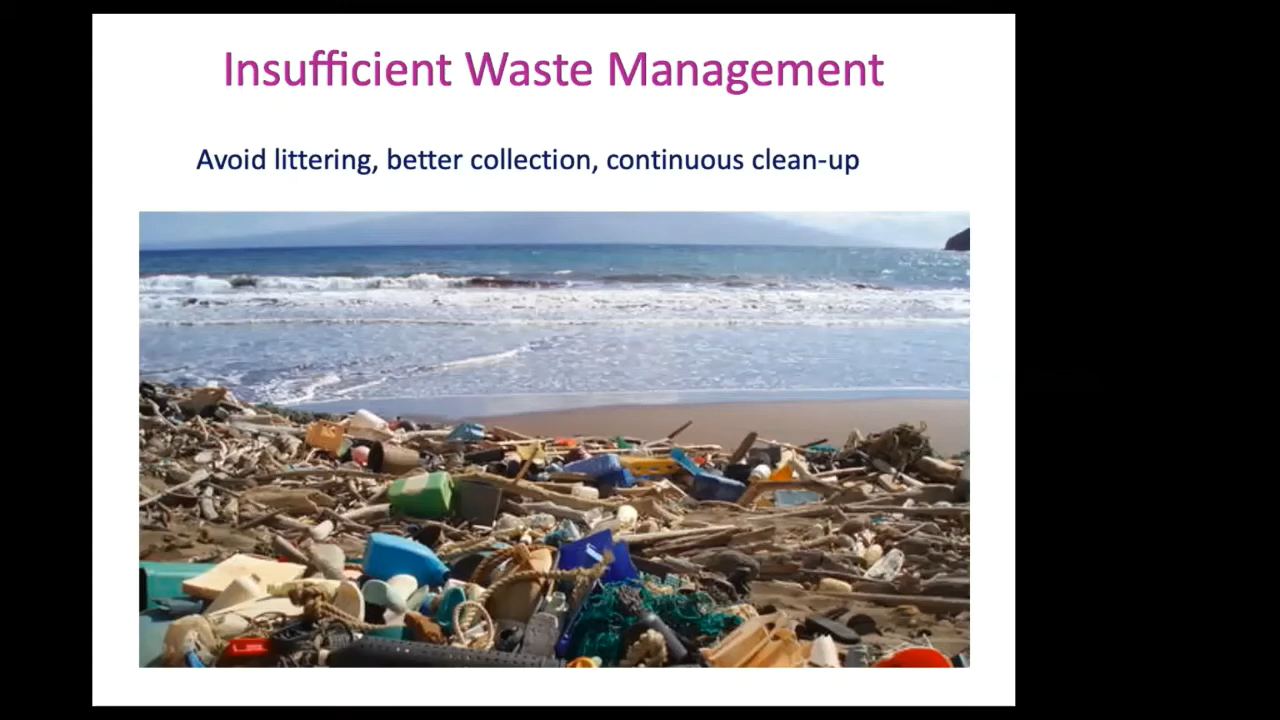 Insufficient Waste Management
Avoid littering, better collection, continuous clean-up